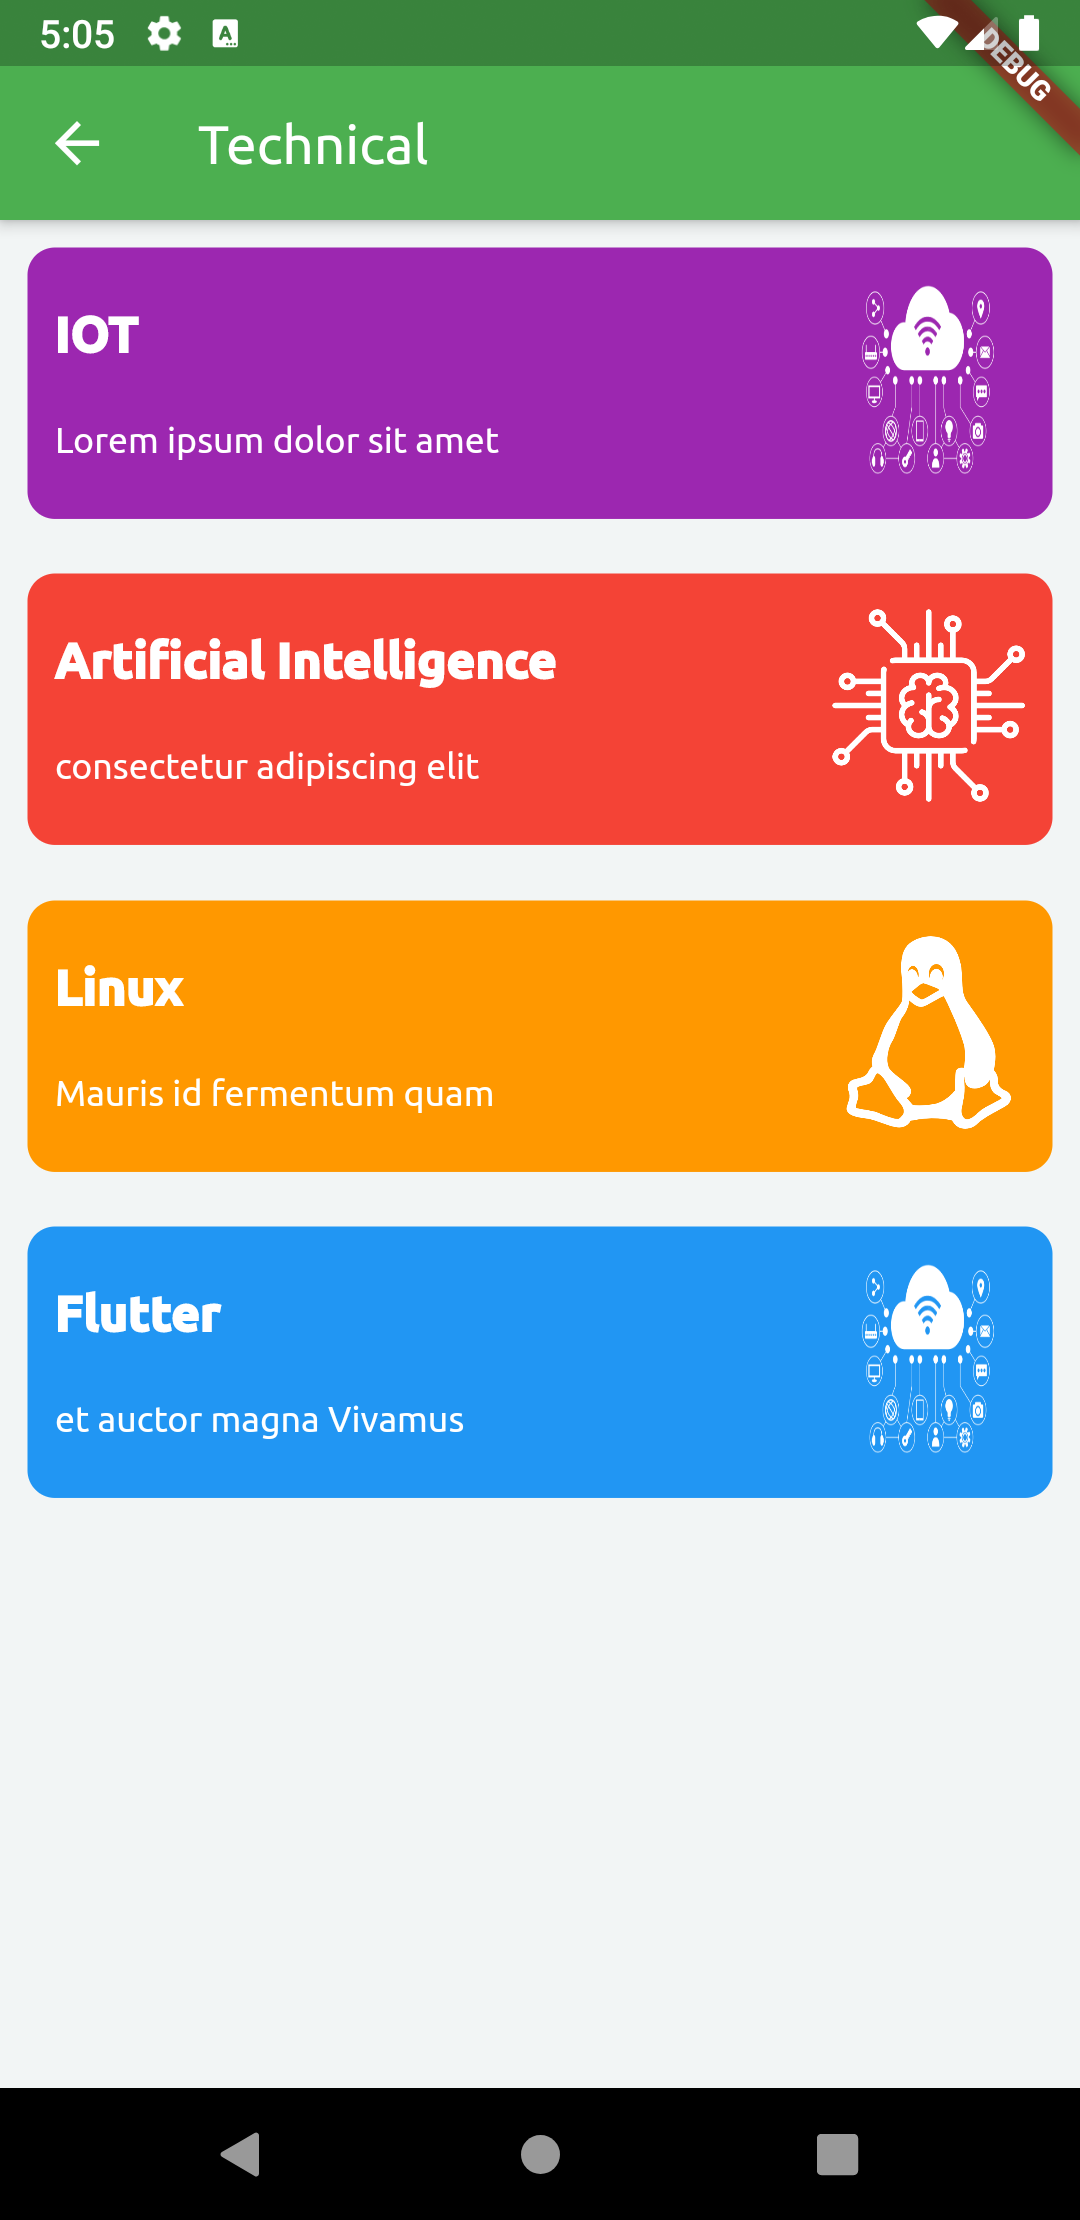 5:05
A
DEBUG
Technical
IOT
Lorem ipsum dolor sit amet
Artificial Intelligence
consectetur adipiscing elit
Linux
Mauris id fermentum quam
Flutter
et auctor magna Vivamus